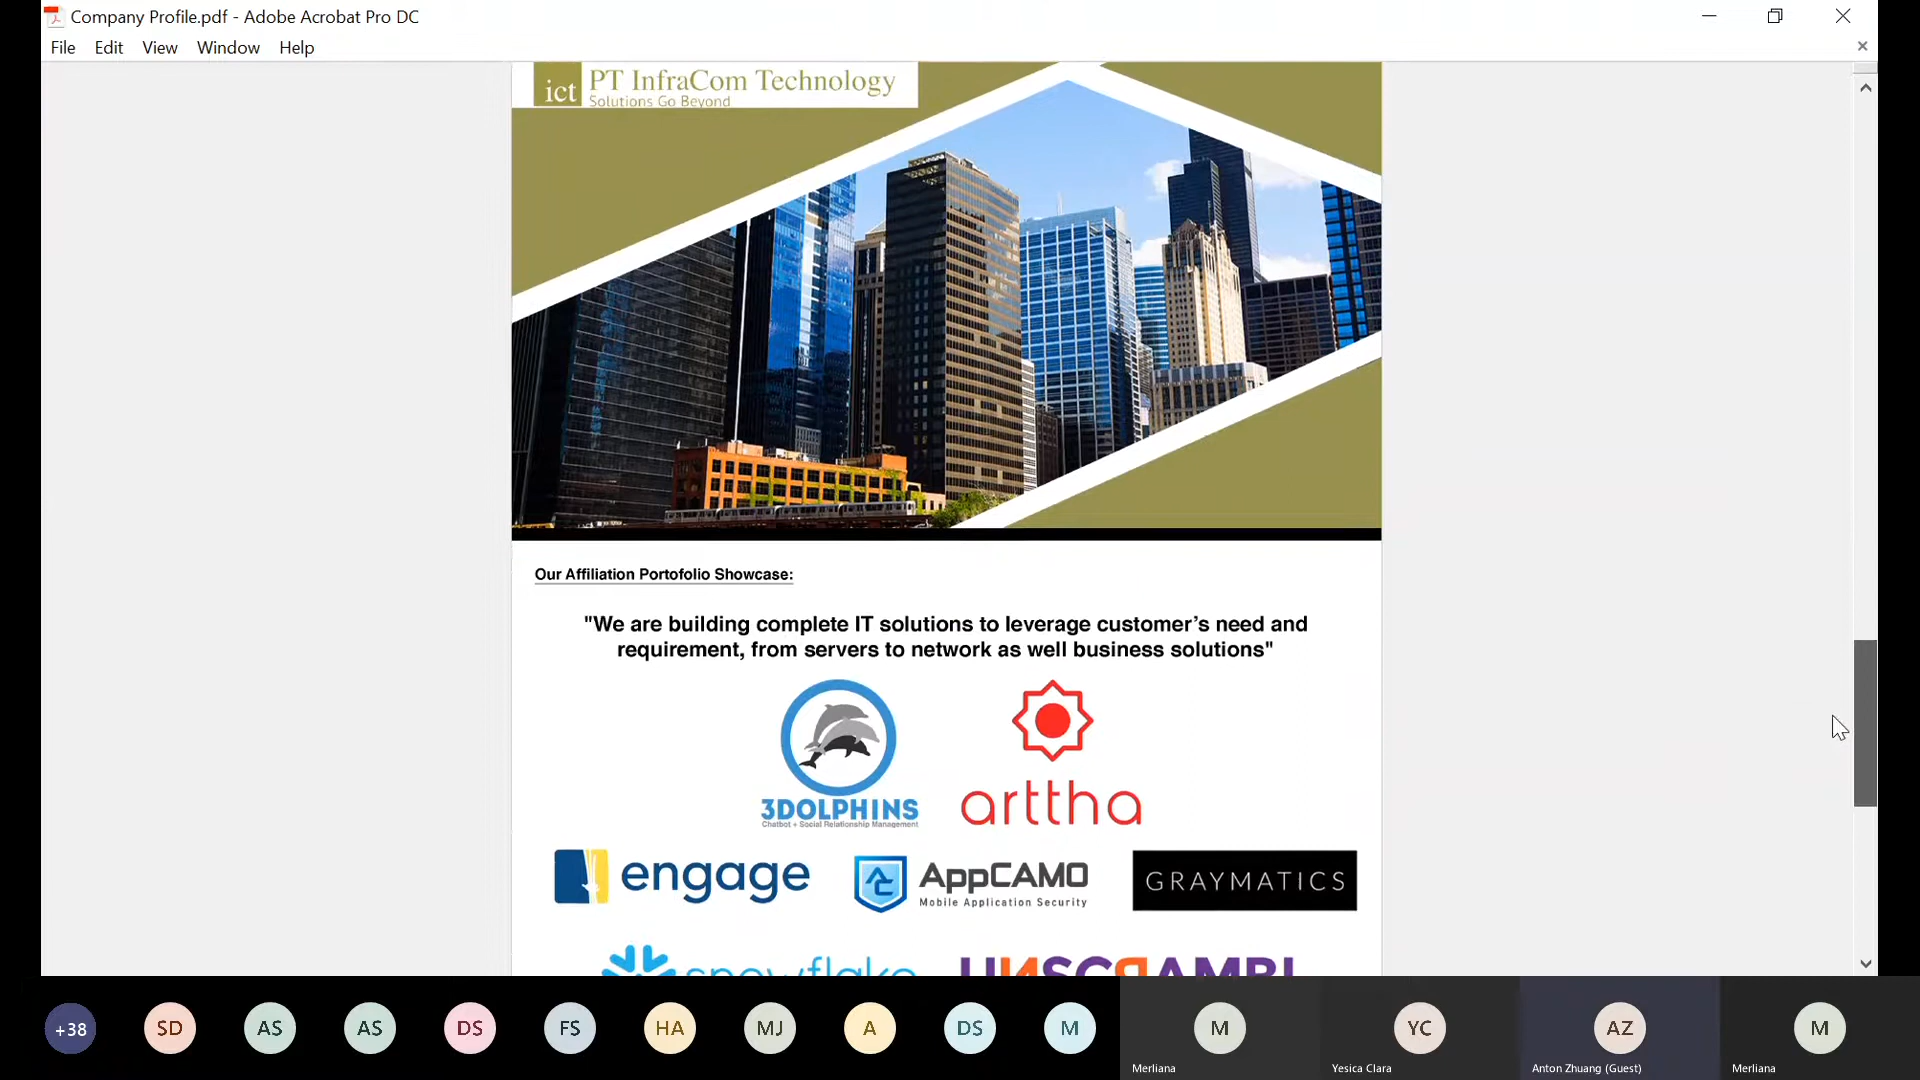 Company Profile.pdf - Adobe Acrobat Pro DC
File Edit View Window Help
ict PT InfraCom Technology
Solutions Go Beyond
Our Affiliation Portofolio Showcase:
"We are building complete IT solutions to leverage customer’s need and
requirement, from servers to network as well business solutions"
3DOLPHINS
Chatbot + Social Relationship Management
arttha
engage
AppCAMO
Mobile Application Security
GRAYMATICS
snowflake
UNSCRAMBL
+38 SD AS AS DS FS HA MJ A DS M M YC AZ M
Merliana Yesica Clara Anton Zhuang (Guest) Merliana